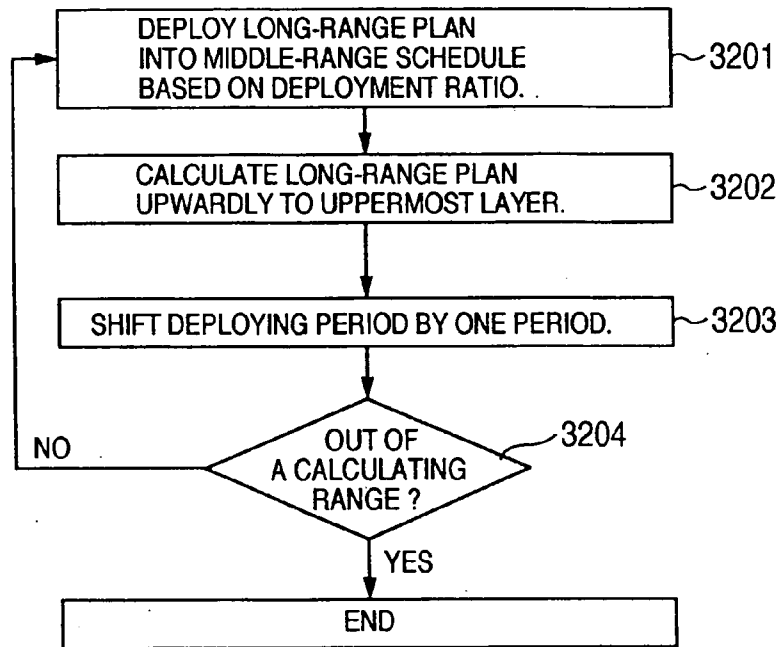 DEPLOY LONG-RANGE PLAN
INTO MIDDLE-RANGE SCHEDULE
BASED ON DEPLOYMENT RATIO.
3201
CALCULATE LONG-RANGE PLAN
UPWARDLY TO UPPERMOST LAYER.
3202
SHIFT DEPLOYING PERIOD BY ONE PERIOD.
3203
OUT OF
A CALCULATING
RANGE ?
3204
NO
YES
END